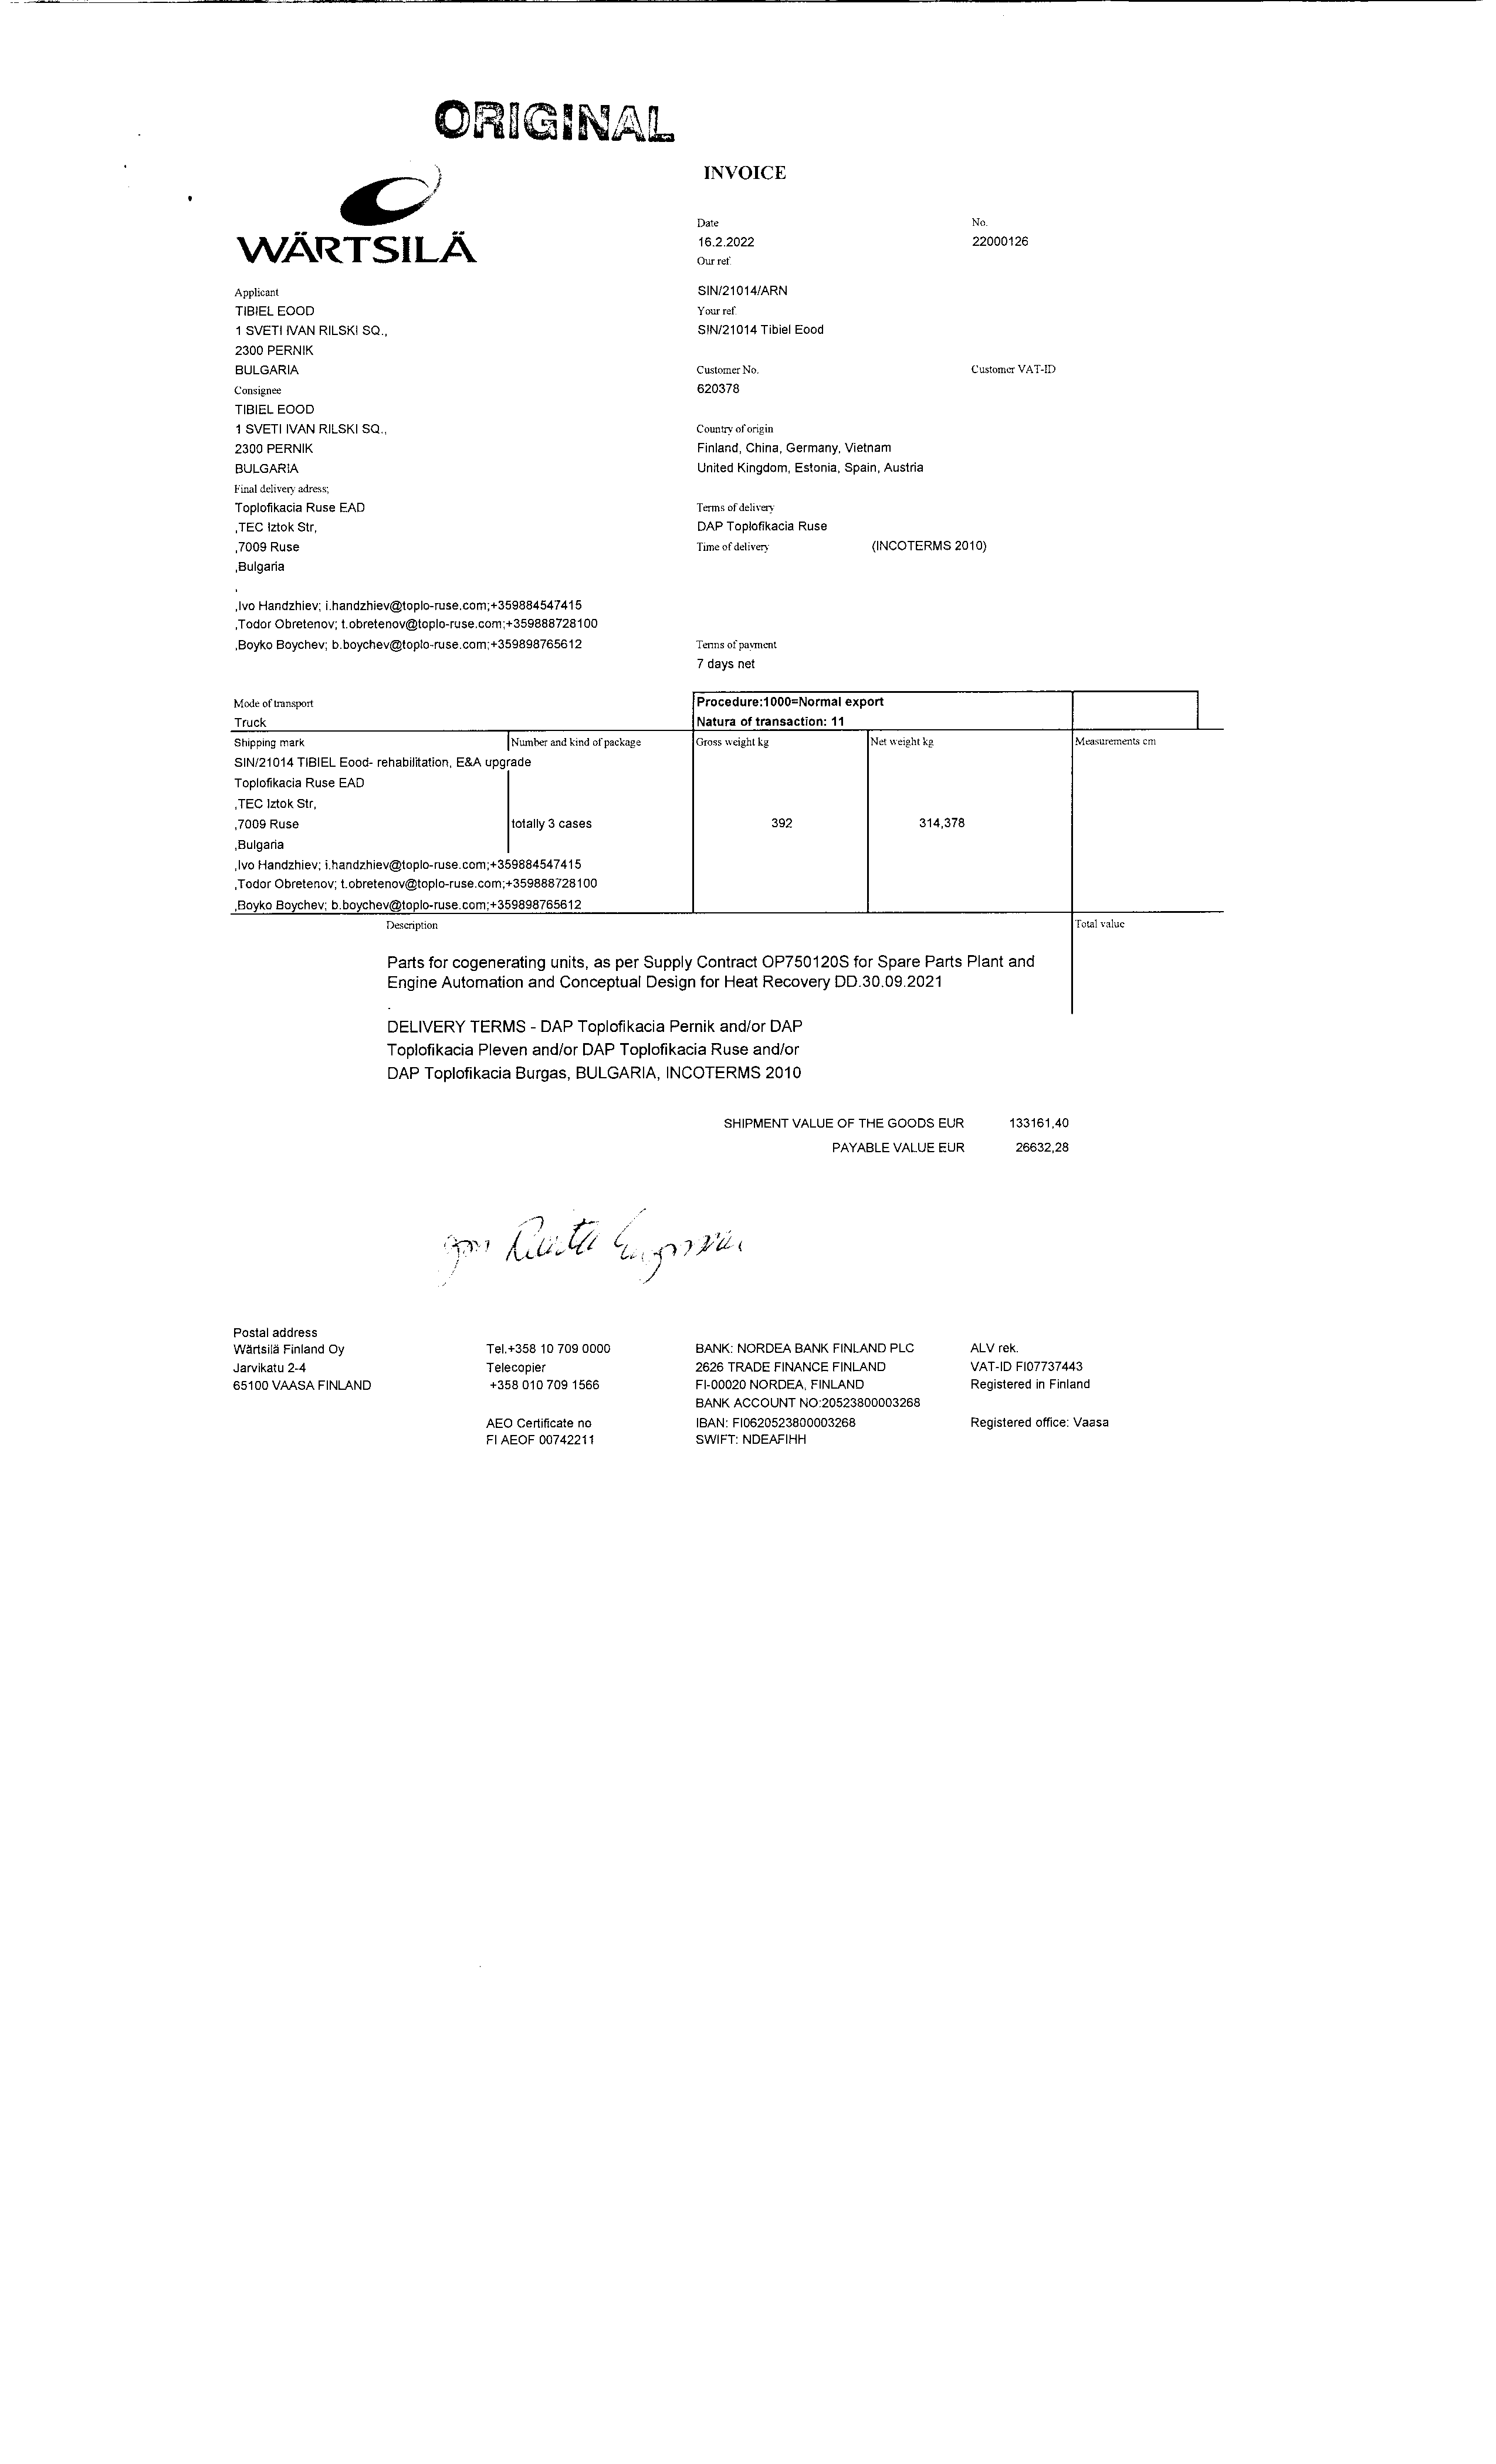 ORIGINAL
INVOICE
WÄRTSILÄ
Date No.
16.2.2022 22000126
Our ref.
SIN/21014/ARN
Your ref.
SIN/21014 Tibiel Eood
Applicant
TIBIEL EOOD
1 SVETI IVAN RILSKI SQ.,
2300 PERNIK
BULGARIA
Customer No. Customer VAT-ID
620378
Consignee
TIBIEL EOOD
1 SVETI IVAN RILSKI SQ.,
2300 PERNIK
BULGARIA
Country of origin
Finland, China, Germany, Vietnam
United Kingdom, Estonia, Spain, Austria
Final delivery adress;
Toplofikacia Ruse EAD
,TEC Iztok Str,
,7009 Ruse
,Bulgaria
,
,Ivo Handzhiev; i.handzhiev@toplo-ruse.com;+359884547415
,Todor Obretenov; t.obretenov@toplo-ruse.com;+359888728100
,Boyko Boychev; b.boychev@toplo-ruse.com;+359898765612
Terms of delivery
DAP Toplofikacia Ruse
Time of delivery (INCOTERMS 2010)
Terms of payment
7 days net
Mode of transport
Truck
Procedure:1000=Normal export
Natura of transaction: 11
Shipping mark Number and kind of package Gross weight kg Net weight kg Measurements cm
SIN/21014 TIBIEL Eood- rehabilitation, E&A upgrade
Toplofikacia Ruse EAD
,TEC Iztok Str,
,7009 Ruse totally 3 cases 392 314,378
,Bulgaria
,Ivo Handzhiev; i.handzhiev@toplo-ruse.com;+359884547415
,Todor Obretenov; t.obretenov@toplo-ruse.com;+359888728100
,Boyko Boychev; b.boychev@toplo-ruse.com;+359898765612
Description Total value
Parts for cogenerating units, as per Supply Contract OP750120S for Spare Parts Plant and
Engine Automation and Conceptual Design for Heat Recovery DD.30.09.2021
.
DELIVERY TERMS - DAP Toplofikacia Pernik and/or DAP
Toplofikacia Pleven and/or DAP Toplofikacia Ruse and/or
DAP Toplofikacia Burgas, BULGARIA, INCOTERMS 2010
SHIPMENT VALUE OF THE GOODS EUR 133161,40
PAYABLE VALUE EUR 26632,28
Postal address
Wärtsilä Finland Oy Tel.+358 10 709 0000 BANK: NORDEA BANK FINLAND PLC ALV rek.
Jarvikatu 2-4 Telecopier 2626 TRADE FINANCE FINLAND VAT-ID FI07737443
65100 VAASA FINLAND +358 010 709 1566 FI-00020 NORDEA, FINLAND Registered in Finland
BANK ACCOUNT NO:20523800003268
AEO Certificate no IBAN: FI0620523800003268 Registered office: Vaasa
FI AEOF 00742211 SWIFT: NDEAFIHH